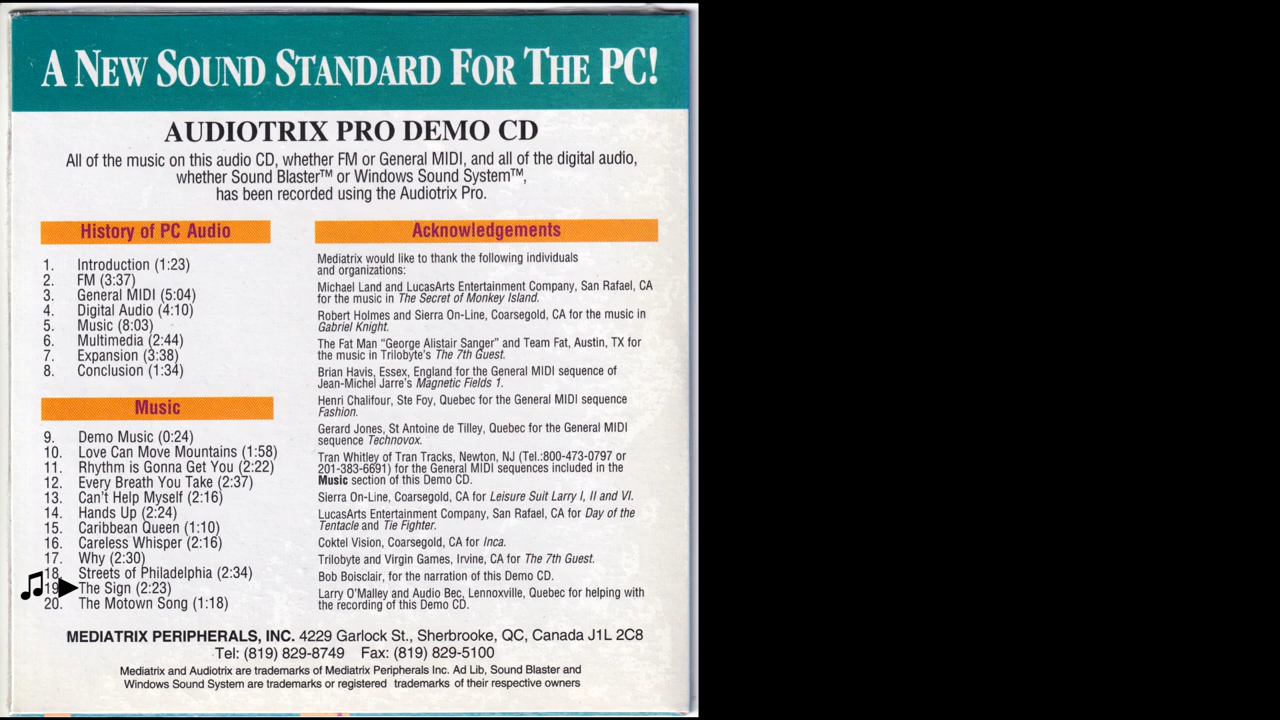 A NEW SOUND STANDARD FOR THE PC!
AUDIOTRIX PRO DEMO CD
All of the music on this audio CD, whether FM or General MIDI, and all of the digital audio,
whether Sound Blaster™ or Windows Sound System™,
has been recorded using the Audiotrix Pro.
History of PC Audio
1. Introduction (1:23)
2. FM (3:37)
3. General MIDI (5:04)
4. Digital Audio (4:10)
5. Music (8:03)
6. Multimedia (2:44)
7. Expansion (3:38)
8. Conclusion (1:34)
Music
9. Demo Music (0:24)
10. Love Can Move Mountains (1:58)
11. Rhythm is Gonna Get You (2:22)
12. Every Breath You Take (2:37)
13. Can't Help Myself (2:16)
14. Hands Up (2:24)
15. Caribbean Queen (1:10)
16. Careless Whisper (2:16)
17. Why (2:30)
18. Streets of Philadelphia (2:34)
19. The Sign (2:23)
20. The Motown Song (1:18)
Acknowledgements
Mediatrix would like to thank the following individuals
and organizations:
Michael Land and LucasArts Entertainment Company, San Rafael, CA
for the music in The Secret of Monkey Island.
Robert Holmes and Sierra On-Line, Coarsegold, CA for the music in
Gabriel Knight.
The Fat Man “George Alistair Sanger” and Team Fat, Austin, TX for
the music in Trilobyte's The 7th Guest.
Brian Havis, Essex, England for the General MIDI sequence of
Jean-Michel Jarre's Magnetic Fields 1.
Henri Chalifour, Ste Foy, Quebec for the General MIDI sequence
Fashion.
Gerard Jones, St Antoine de Tilley, Quebec for the General MIDI
sequence Technovox.
Tran Whitley of Tran Tracks, Newton, NJ (Tel.:800-473-0797 or
201-383-6691) for the General MIDI sequences included in the
Music section of this Demo CD.
Sierra On-Line, Coarsegold, CA for Leisure Suit Larry I, II and VI.
LucasArts Entertainment Company, San Rafael, CA for Day of the
Tentacle and Tie Fighter.
Coktel Vision, Coarsegold, CA for Inca.
Trilobyte and Virgin Games, Irvine, CA for The 7th Guest.
Bob Boisclair, for the narration of this Demo CD.
Larry O'Malley and Audio Bec, Lennoxville, Quebec for helping with
the recording of this Demo CD.
MEDIATRIX PERIPHERALS, INC. 4229 Garlock St., Sherbrooke, QC, Canada J1L 2C8
Tel: (819) 829-8749 Fax: (819) 829-5100
Mediatrix and Audiotrix are trademarks of Mediatrix Peripherals Inc. Ad Lib, Sound Blaster and
Windows Sound System are trademarks or registered trademarks of their respective owners